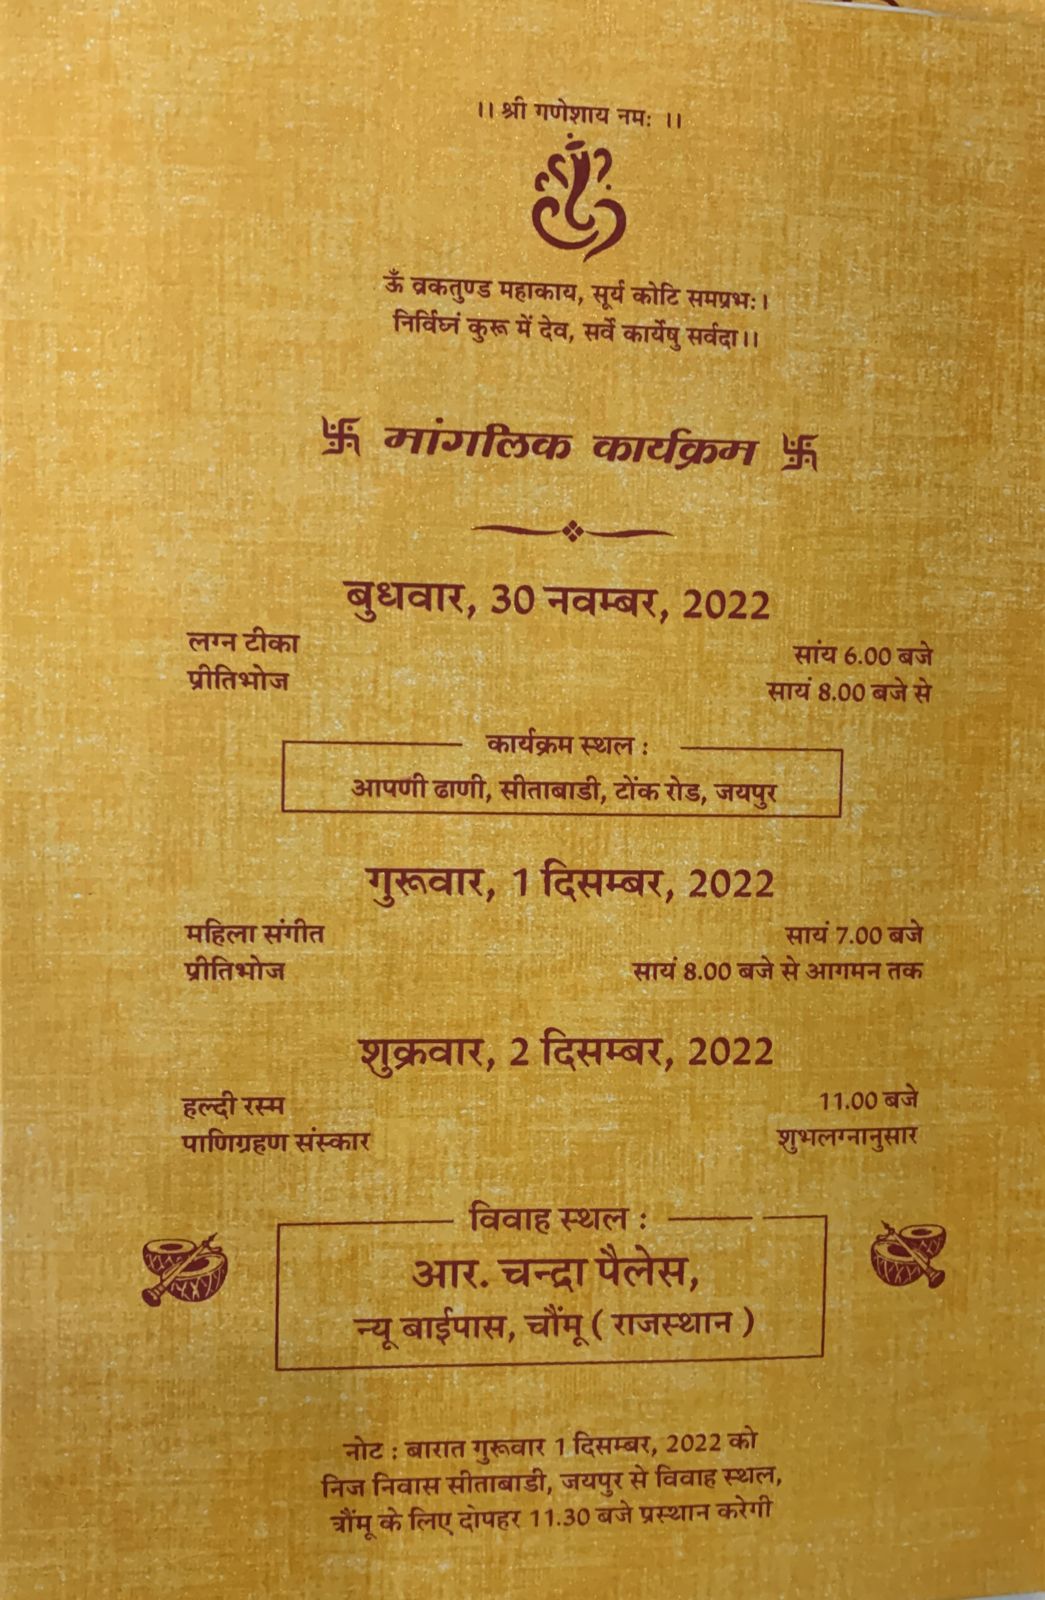 ।। श्री गणेशाय नमः ।।
ॐ व्रकतुण्ड महाकाय, सूर्य कोटि समप्रभः।
निर्विघ्नं कुरू में देव, सर्वे कार्येषु सर्वदा।।
卐 मांगलिक कार्यक्रम 卐
बुधवार, 30 नवम्बर, 2022
लग्न टीका सांय 6.00 बजे
प्रीतिभोज सायं 8.00 बजे से
कार्यक्रम स्थल :
आपणी ढाणी, सीताबाडी, टोंक रोड, जयपुर
गुरूवार, 1 दिसम्बर, 2022
महिला संगीत सायं 7.00 बजे
प्रीतिभोज सायं 8.00 बजे से आगमन तक
शुक्रवार, 2 दिसम्बर, 2022
हल्दी रस्म 11.00 बजे
पाणिग्रहण संस्कार शुभलग्नानुसार
विवाह स्थल :
आर. चन्द्रा पैलेस,
न्यू बाईपास, चौंमू ( राजस्थान )
नोट : बारात गुरूवार 1 दिसम्बर, 2022 को
निज निवास सीताबाडी, जयपुर से विवाह स्थल,
त्रौंमू के लिए दोपहर 11.30 बजे प्रस्थान करेगी